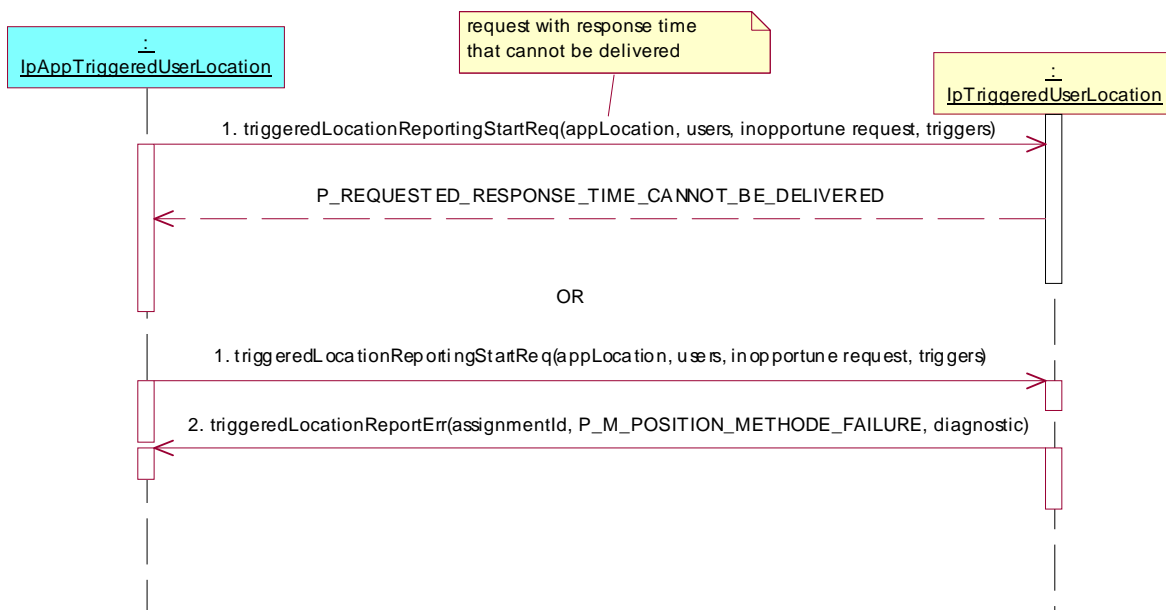 request with response time
that cannot be delivered
:
IpAppTriggeredUserLocation
:
IpTriggeredUserLocation
1. triggeredLocationReportingStartReq(appLocation, users, inopportune request, triggers)
P_REQUESTED_RESPONSE_TIME_CANNOT_BE_DELIVERED
OR
1. triggeredLocationReportingStartReq(appLocation, users, inopportune request, triggers)
2. triggeredLocationReportErr(assignmentId, P_M_POSITION_METHODE_FAILURE, diagnostic)